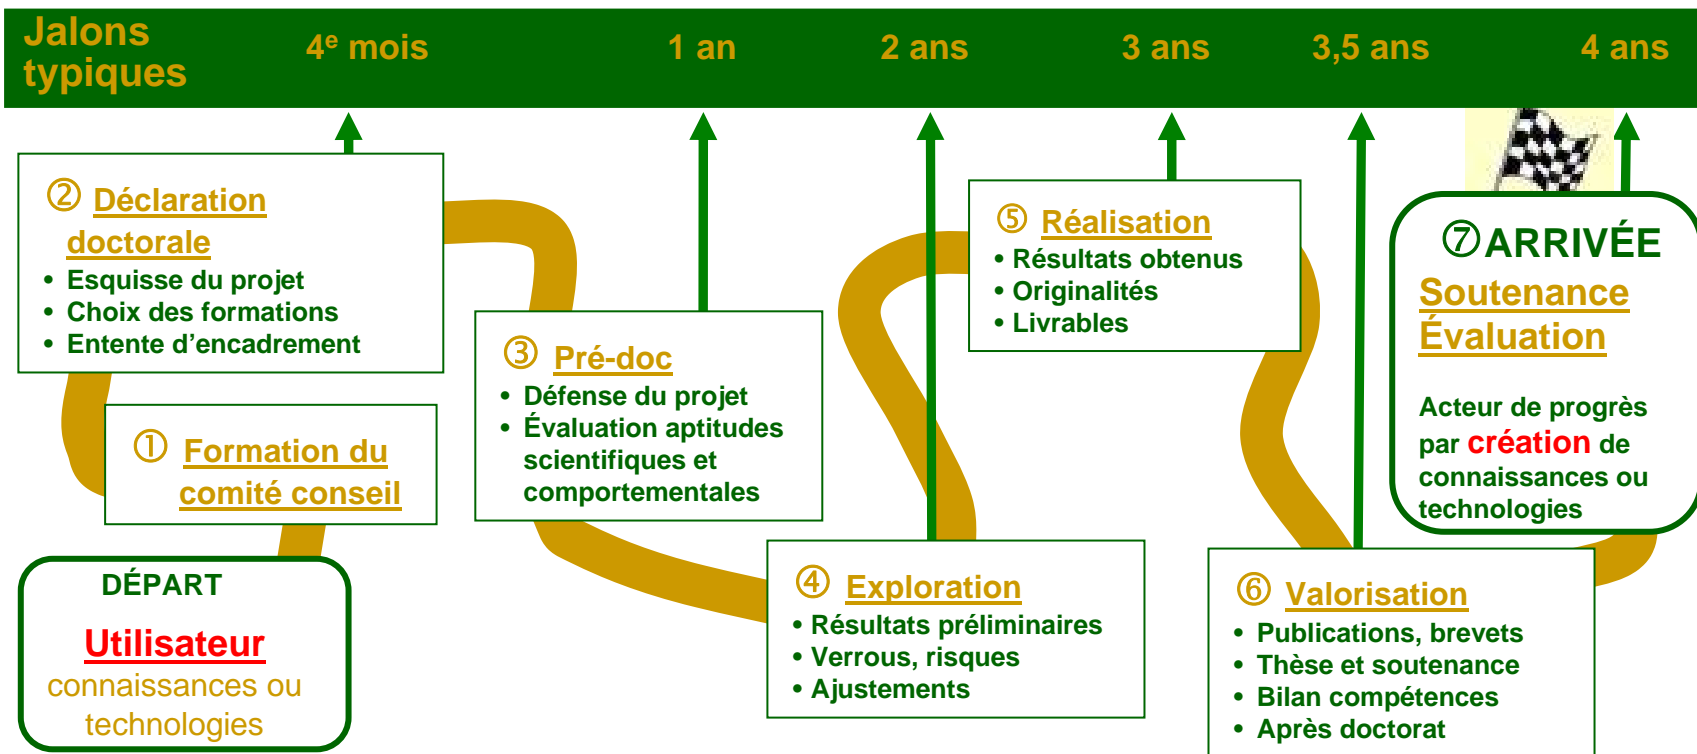 Jalons
typiques
4e mois
1 an
2 ans
3 ans
3,5 ans
4 ans
DÉPART
Utilisateur
connaissances ou
technologies
① Formation du
comité conseil
② Déclaration
doctorale
• Esquisse du projet
• Choix des formations
• Entente d’encadrement
③ Pré-doc
• Défense du projet
• Évaluation aptitudes
scientifiques et
comportementales
④ Exploration
• Résultats préliminaires
• Verrous, risques
• Ajustements
⑤ Réalisation
• Résultats obtenus
• Originalités
• Livrables
⑥ Valorisation
• Publications, brevets
• Thèse et soutenance
• Bilan compétences
• Après doctorat
⑦ARRIVÉE
Soutenance
Évaluation
Acteur de progrès
par création de
connaissances ou
technologies